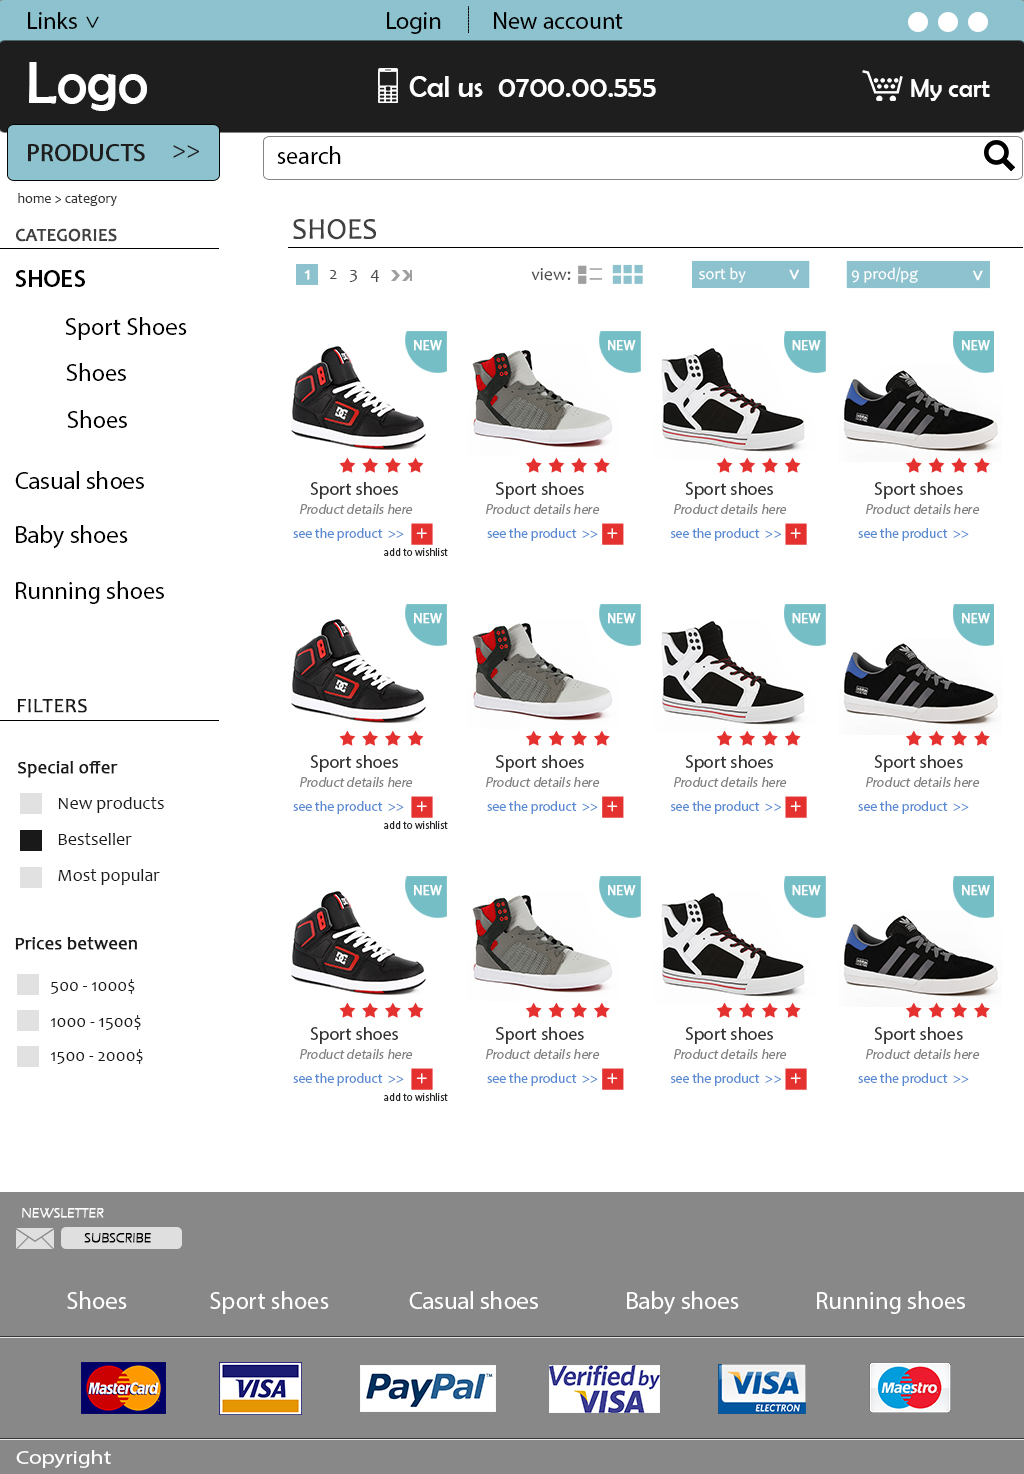 Links v
Login
New account
Logo
Cal us 0700.00.555
My cart
PRODUCTS >>
search
home > category
CATEGORIES
SHOES
Sport Shoes
Shoes
Shoes
Casual shoes
Baby shoes
Running shoes
FILTERS
Special offer
New products
Bestseller
Most popular
Prices between
500 - 1000$
1000 - 1500$
1500 - 2000$
SHOES
1 2 3 4
view:
sort by v
9 prod/pg v
NEW NEW NEW NEW
Sport shoes Sport shoes Sport shoes Sport shoes
Product details here Product details here Product details here Product details here
see the product >> + see the product >> + see the product >> + see the product >>
add to wishlist
NEW NEW NEW NEW
Sport shoes Sport shoes Sport shoes Sport shoes
Product details here Product details here Product details here Product details here
see the product >> + see the product >> + see the product >> + see the product >>
add to wishlist
NEW NEW NEW NEW
Sport shoes Sport shoes Sport shoes Sport shoes
Product details here Product details here Product details here Product details here
see the product >> + see the product >> + see the product >> + see the product >>
add to wishlist
NEWSLETTER
SUBSCRIBE
Shoes Sport shoes Casual shoes Baby shoes Running shoes
MasterCard
VISA
PayPal™
Verified by
VISA
VISA
ELECTRON
Maestro
Copyright